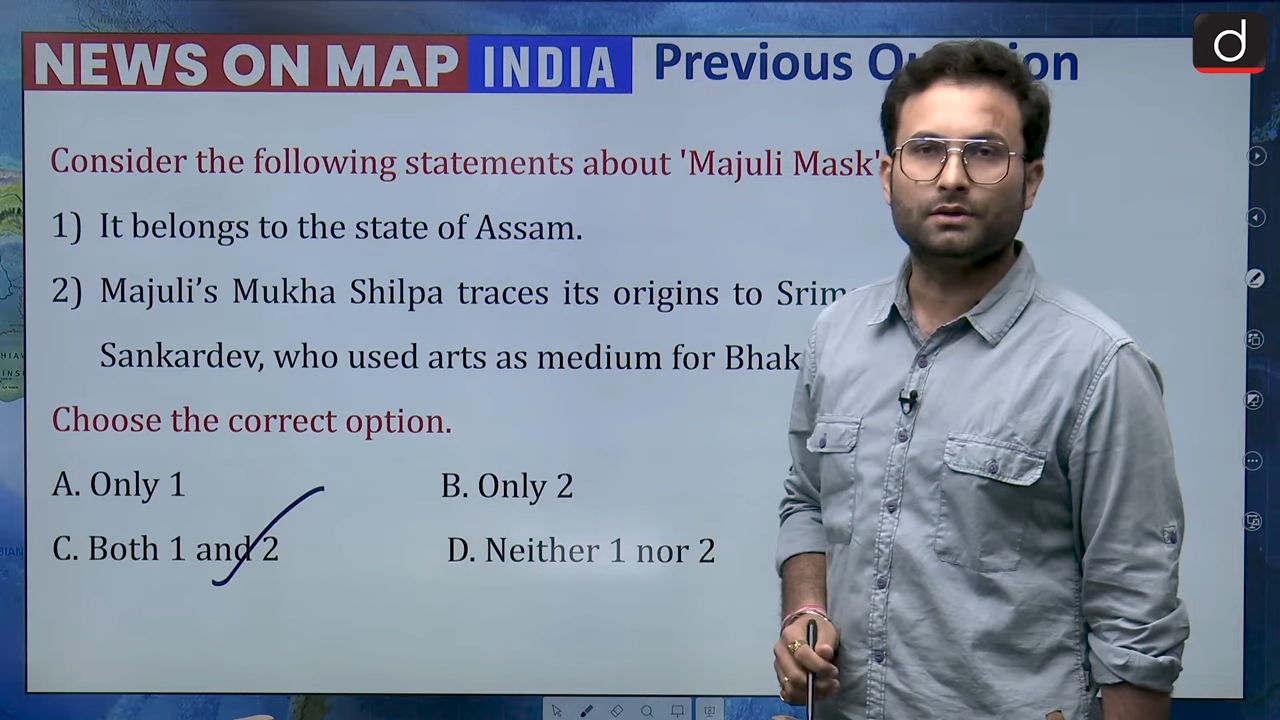 NEWS ON MAP INDIA Previous
d
Consider the following statements about 'Majuli Mask'
1) It belongs to the state of Assam.
2) Majuli's Mukha Shilpa traces its origins to
Sankardev, who used arts as medium for
Choose the correct option.
A. Only 1 B. Only 2
C. Both 1 and 2 D. Neither 1 nor 2